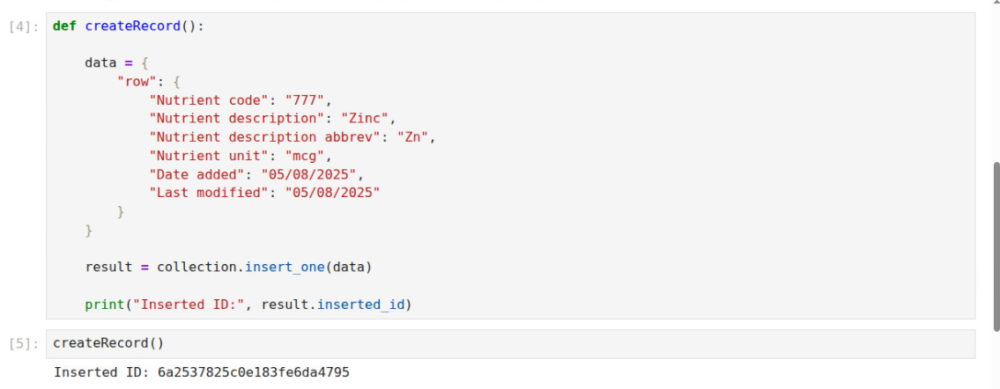 [4]: def createRecord():
data = {
"row": {
"Nutrient code": "777",
"Nutrient description": "Zinc",
"Nutrient description abbrev": "Zn",
"Nutrient unit": "mcg",
"Date added": "05/08/2025",
"Last modified": "05/08/2025"
}
}
result = collection.insert_one(data)
print("Inserted ID:", result.inserted_id)
[5]: createRecord()
Inserted ID: 6a2537825c0e183fe6da4795